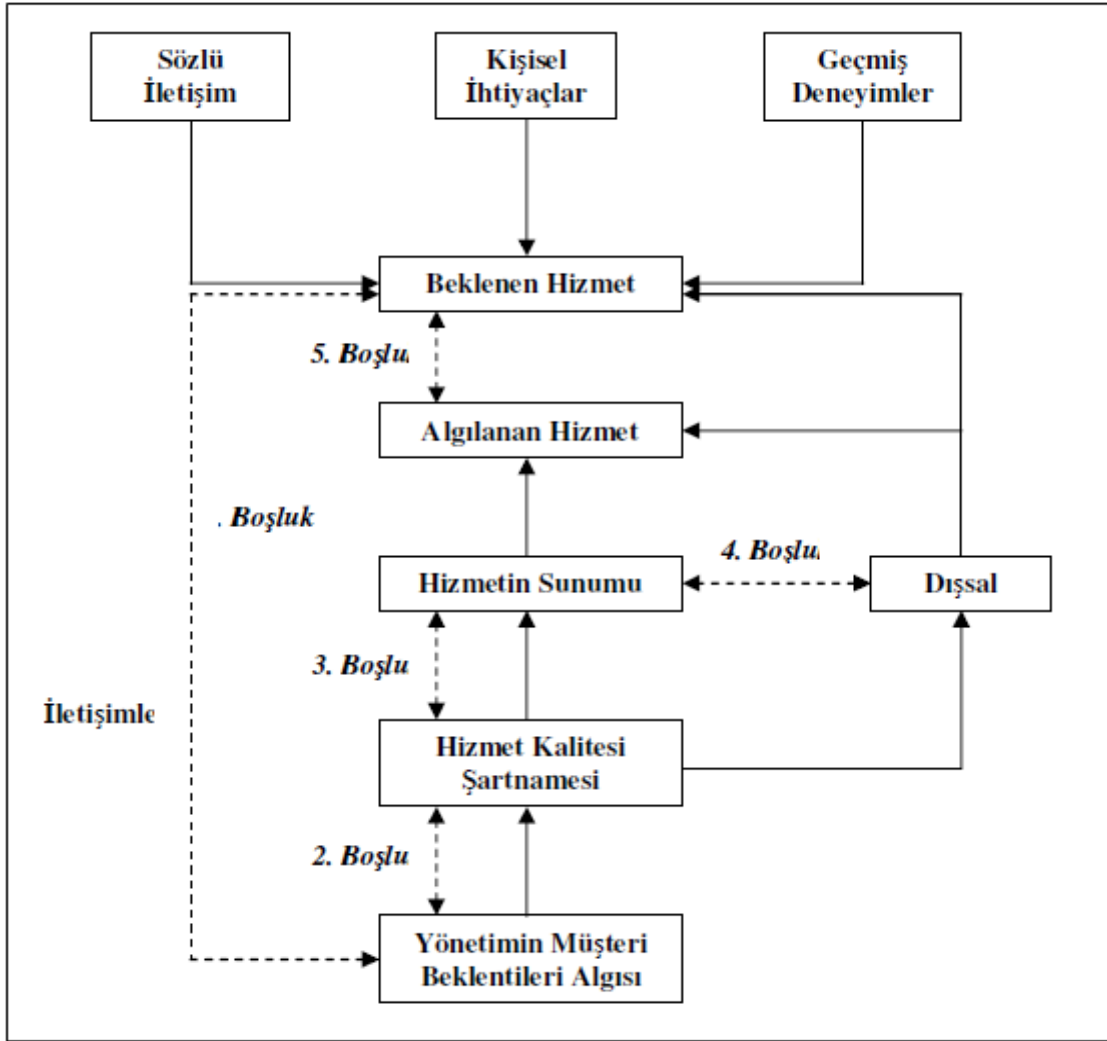 Sözlü
İletişim
Kişisel
İhtiyaçlar
Geçmiş
Deneyimler
Beklenen Hizmet
5. Boşlu
Algılanan Hizmet
. Boşluk
4. Boşlu
Hizmetin Sunumu
Dışsal
3. Boşlu
İletişimle
Hizmet Kalitesi
Şartnamesi
2. Boşlu
Yönetimin Müşteri
Beklentileri Algısı